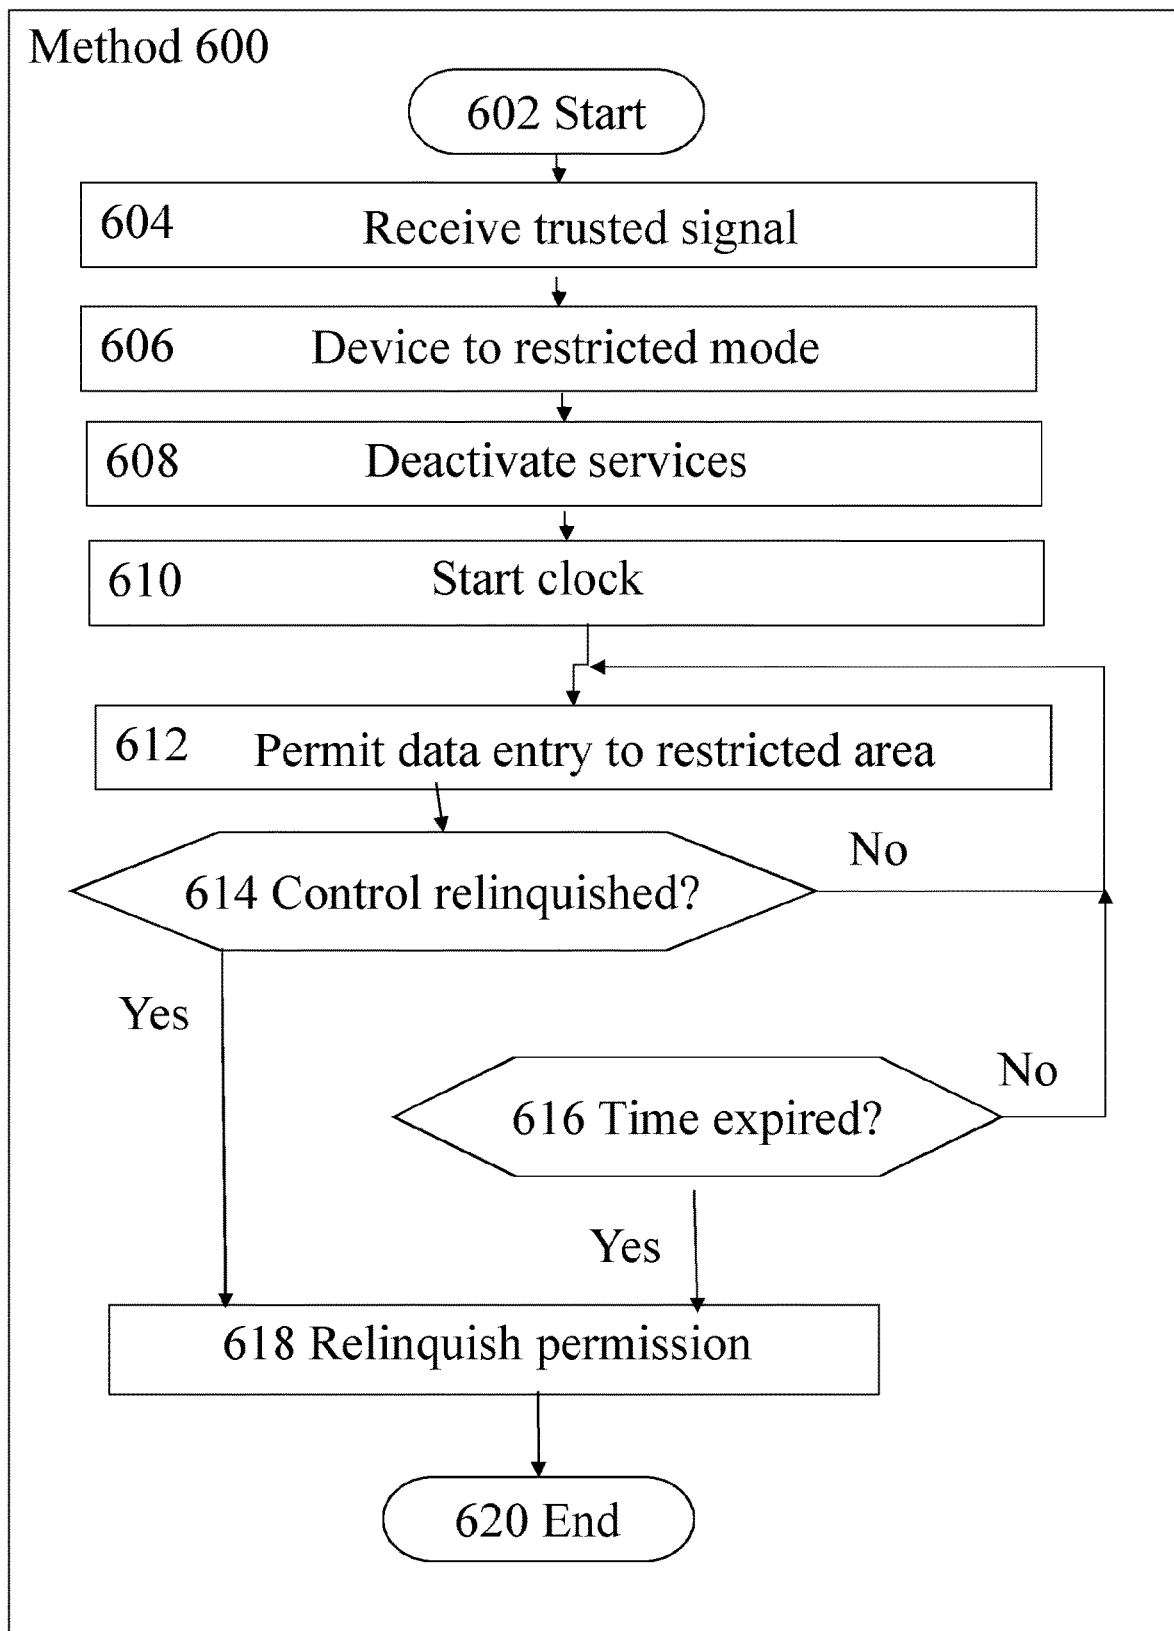 Method 600
602 Start
604 Receive trusted signal
606 Device to restricted mode
608 Deactivate services
610 Start clock
612 Permit data entry to restricted area
No
614 Control relinquished?
Yes
No
616 Time expired?
Yes
618 Relinquish permission
620 End